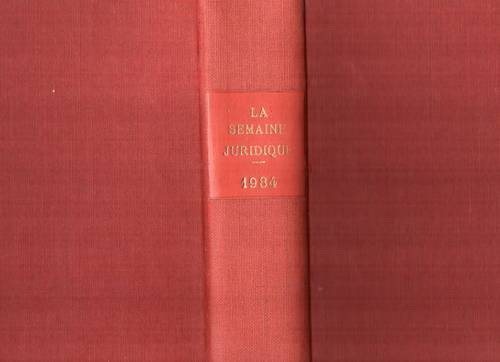 LA
SEMAINE
JURIDIQUE
1984